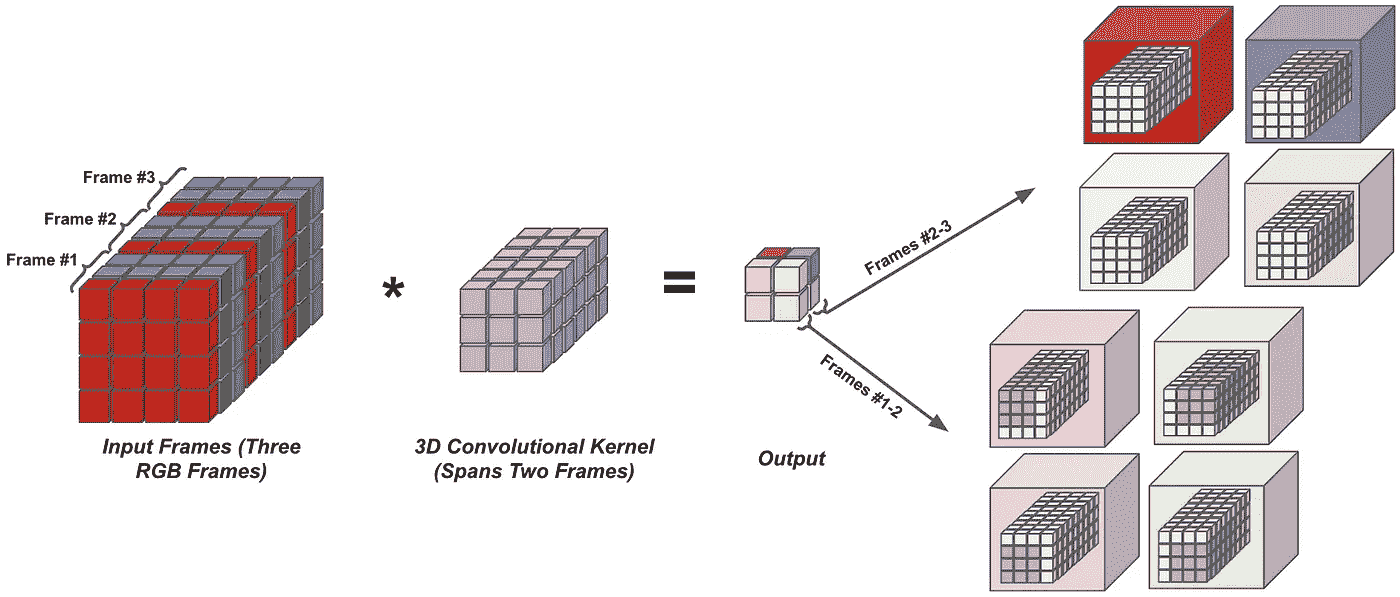 Frame #3
Frame #2
Frame #1
*
=
Frames #2-3
Frames #1-2
Input Frames (Three
RGB Frames)
3D Convolutional Kernel
(Spans Two Frames)
Output